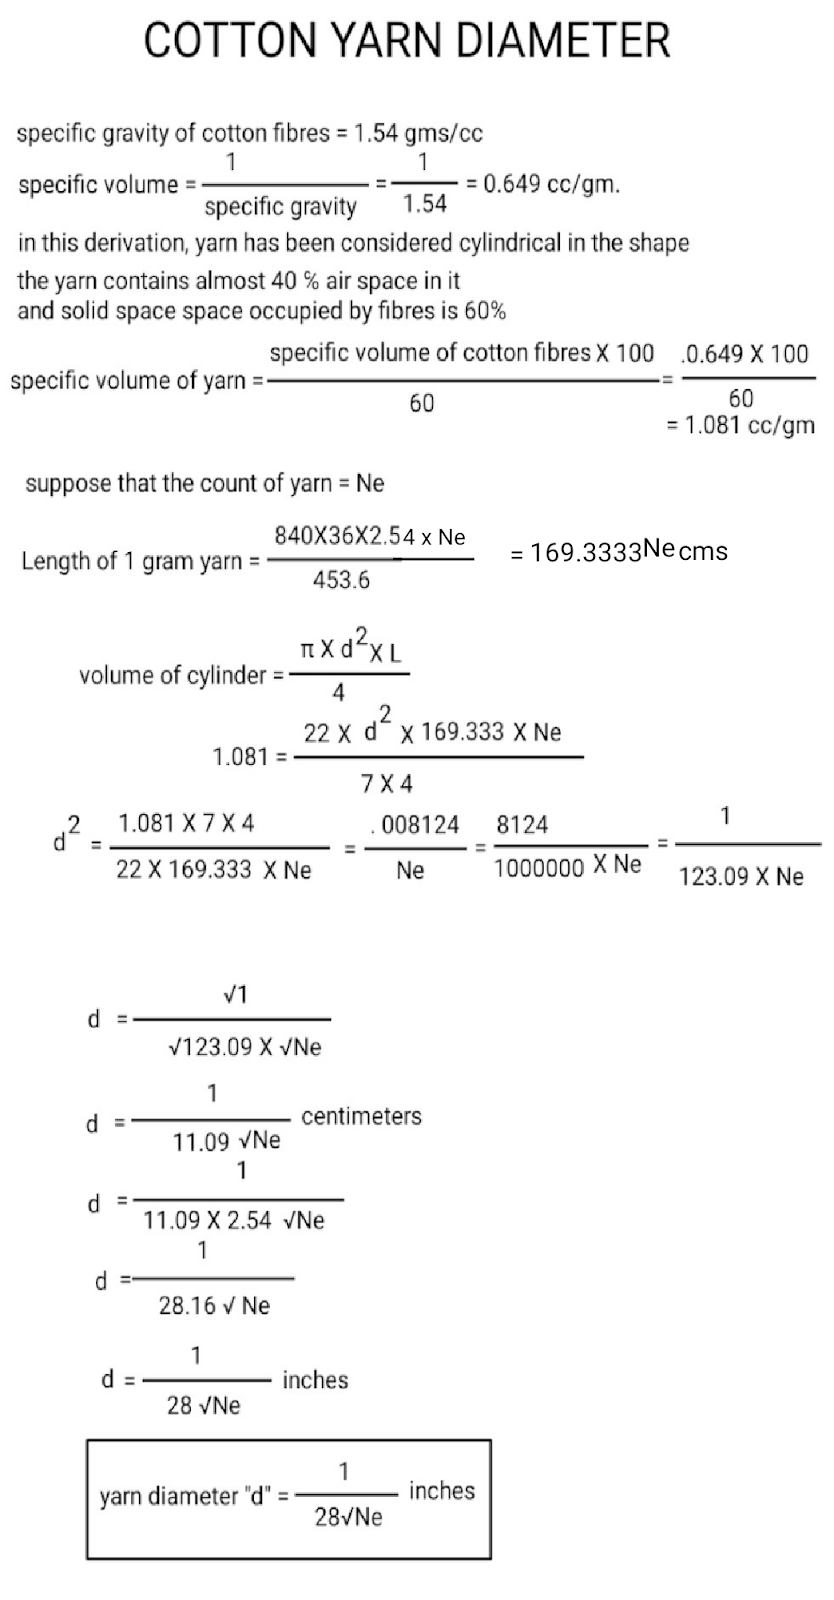 COTTON YARN DIAMETER
specific gravity of cotton fibres = 1.54 gms/cc
specific volume = 1 / specific gravity = 1 / 1.54 = 0.649 cc/gm.
in this derivation, yarn has been considered cylindrical in the shape
the yarn contains almost 40 % air space in it
and solid space space occupied by fibres is 60%
specific volume of yarn = specific volume of cotton fibres X 100 / 60 = .0.649 X 100 / 60
= 1.081 cc/gm
suppose that the count of yarn = Ne
Length of 1 gram yarn = 840X36X2.54 x Ne / 453.6 = 169.3333Ne cms
volume of cylinder = π X d² X L / 4
1.081 = 22 X d² X 169.333 X Ne / 7 X 4
d² = 1.081 X 7 X 4 / 22 X 169.333 X Ne = .008124 / Ne = 8124 / 1000000 X Ne = 1 / 123.09 X Ne
d = √1 / √123.09 X √Ne
d = 1 / 11.09 √Ne centimeters
d = 1 / 11.09 X 2.54 √Ne
d = 1 / 28.16 √ Ne
d = 1 / 28 √Ne inches
yarn diameter "d" = 1 / 28√Ne inches